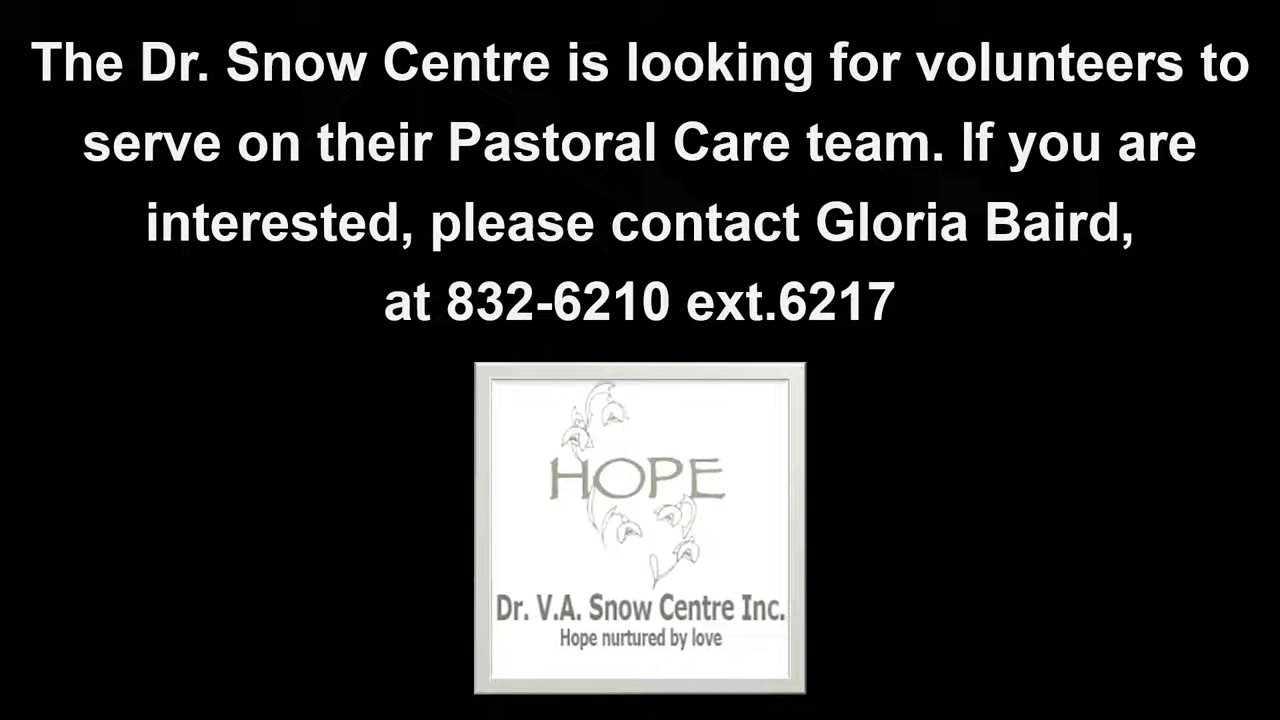 The Dr. Snow Centre is looking for volunteers to
serve on their Pastoral Care team. If you are
interested, please contact Gloria Baird,
at 832-6210 ext.6217
HOPE
Dr. V.A. Snow Centre Inc.
Hope nurtured by love